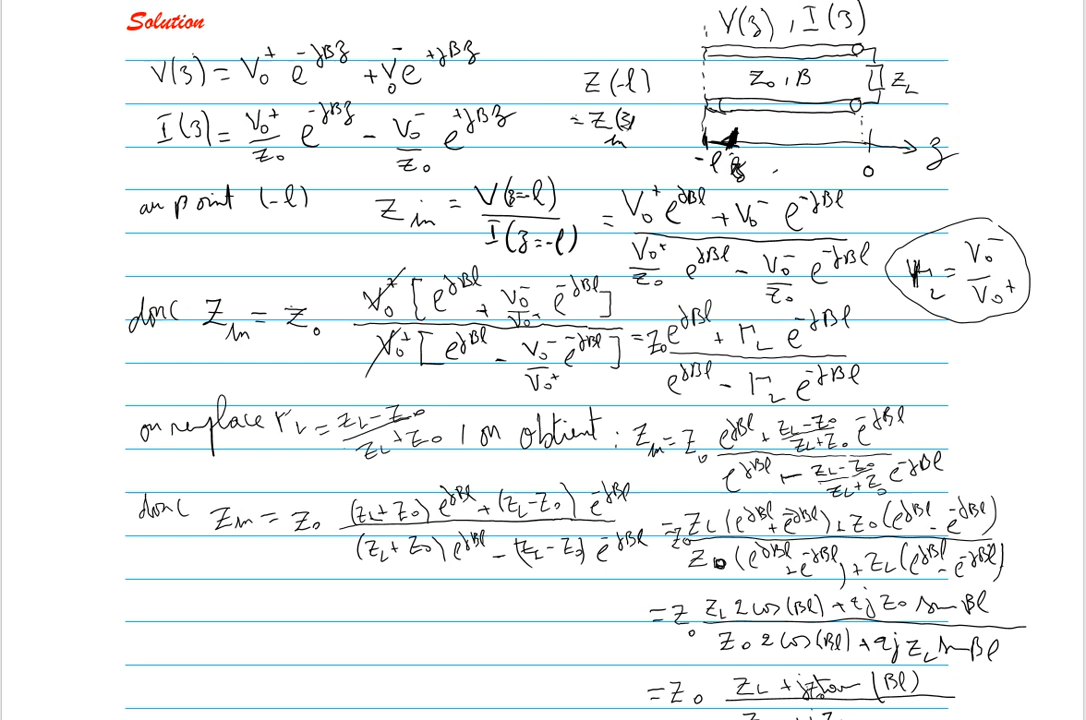 Solution
V(z) , I(z)
V(z) = V₀⁺ e^{-jβz} + V₀⁻ e^{+jβz}
Z(-l)
Z₀ , β
Z_L
I(z) = V₀⁺/Z₀ e^{-jβz} - V₀⁻/Z₀ e^{+jβz}
= Z_in
-l
0
z
au point (-l) Z_in = V(z=-l) / I(z=-l) = (V₀⁺ e^{jβl} + V₀⁻ e^{-jβl}) / (V₀⁺/Z₀ e^{jβl} - V₀⁻/Z₀ e^{-jβl})
Γ_L = V₀⁻ / V₀⁺
donc Z_in = Z₀ V₀⁺ [e^{jβl} + V₀⁻/V₀⁺ e^{-jβl}] / V₀⁺ [e^{jβl} - V₀⁻/V₀⁺ e^{-jβl}] = Z₀ (e^{jβl} + Γ_L e^{-jβl}) / (e^{jβl} - Γ_L e^{-jβl})
on remplace Γ_L = (Z_L - Z₀) / (Z_L + Z₀) , on obtient : Z_in = Z₀ (e^{jβl} + (Z_L - Z₀)/(Z_L + Z₀) e^{-jβl}) / (e^{jβl} - (Z_L - Z₀)/(Z_L + Z₀) e^{-jβl})
donc Z_in = Z₀ ((Z_L + Z₀) e^{jβl} + (Z_L - Z₀) e^{-jβl}) / ((Z_L + Z₀) e^{jβl} - (Z_L - Z₀) e^{-jβl}) = Z₀ (Z_L (e^{jβl} + e^{-jβl}) + Z₀ (e^{jβl} - e^{-jβl})) / (Z₀ (e^{jβl} + e^{-jβl}) + Z_L (e^{jβl} - e^{-jβl}))
= Z₀ (Z_L 2 cos(βl) + 2j Z₀ sin βl) / (Z₀ 2 cos(βl) + 2j Z_L sin βl)
= Z₀ (Z_L + j Z₀ tan(βl))